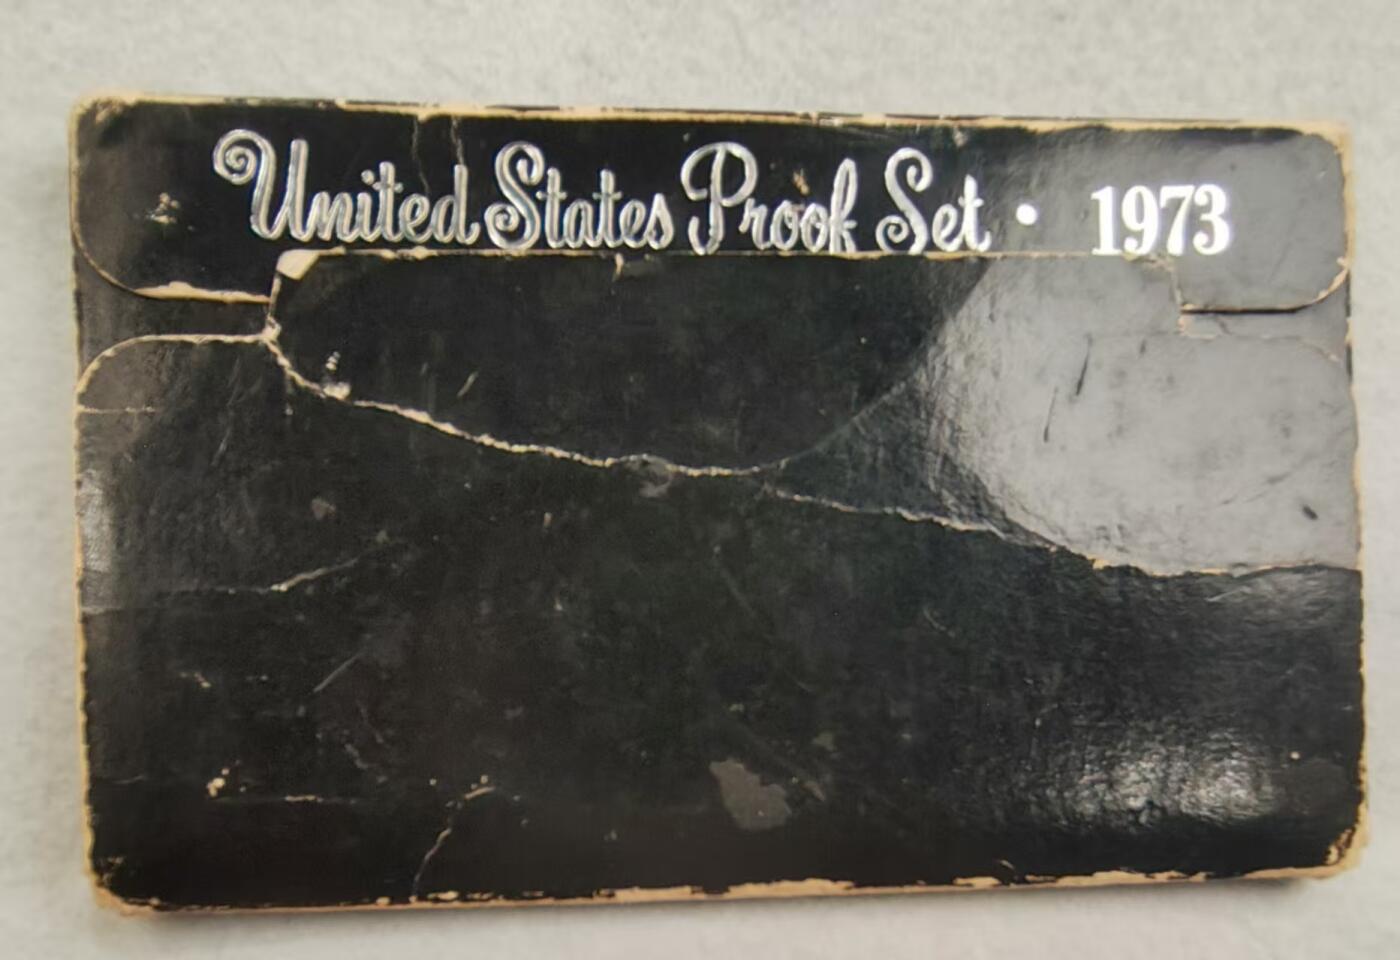 United States Proof Set • 1973